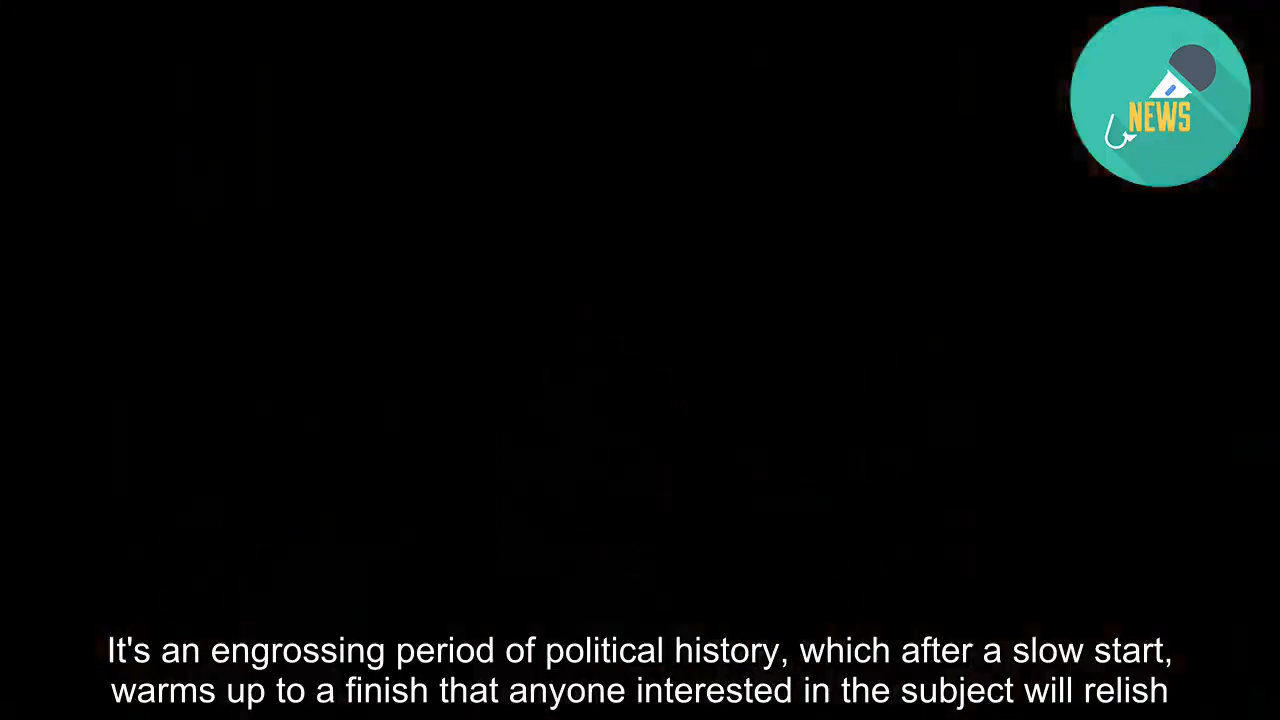 NEWS
It's an engrossing period of political history, which after a slow start,
warms up to a finish that anyone interested in the subject will relish